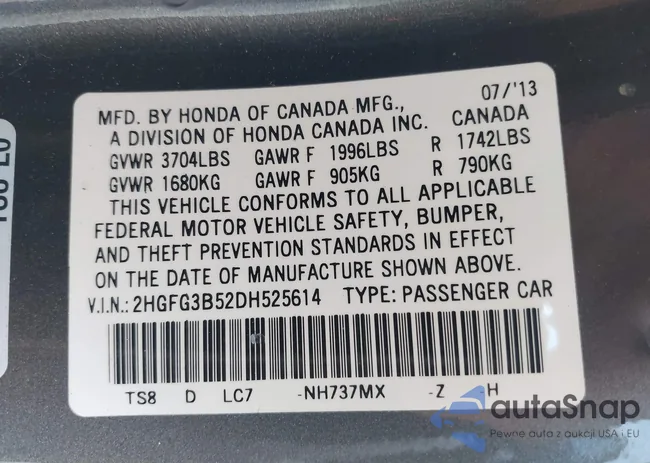 MFD. BY HONDA OF CANADA MFG., 07/'13
A DIVISION OF HONDA CANADA INC. CANADA
GVWR 3704LBS GAWR F 1996LBS R 1742LBS
GVWR 1680KG GAWR F 905KG R 790KG
THIS VEHICLE CONFORMS TO ALL APPLICABLE
FEDERAL MOTOR VEHICLE SAFETY, BUMPER,
AND THEFT PREVENTION STANDARDS IN EFFECT
ON THE DATE OF MANUFACTURE SHOWN ABOVE.
V.I.N.: 2HGFG3B52DH525614 TYPE: PASSENGER CAR
TS8 D LC7 -NH737MX -Z H
autaSnap
Pewne auta z aukcji USA i EU